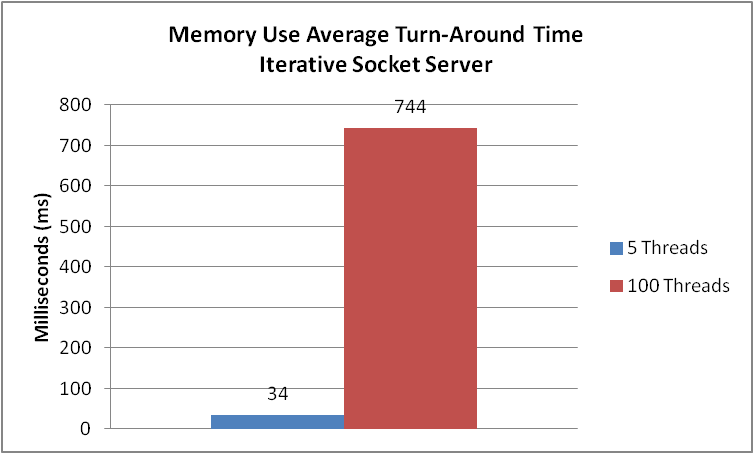 Memory Use Average Turn-Around Time
Iterative Socket Server
Milliseconds (ms)
800
700
600
500
400
300
200
100
0
744
34
5 Threads
100 Threads